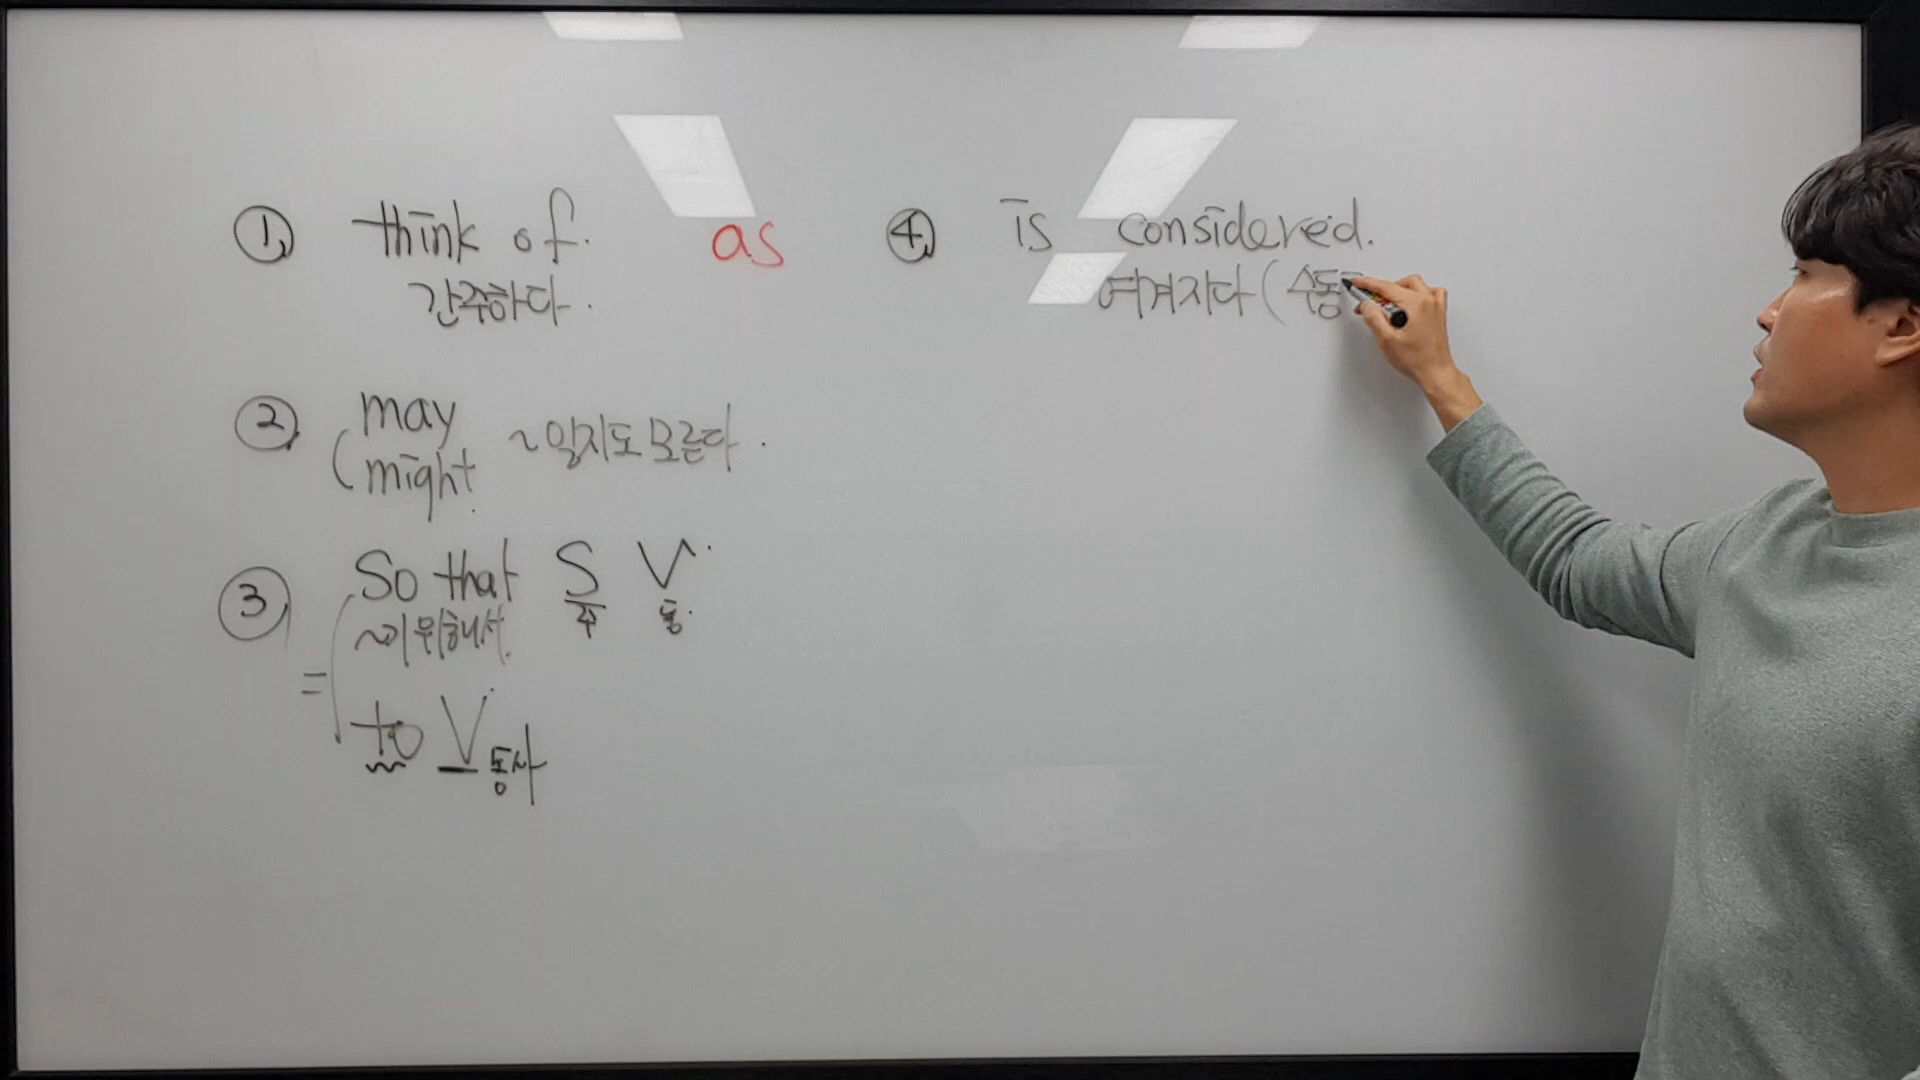 ① think of. as
간주하다.
② may
( might ~일지도 모른다.
③ So that S V.
~기 위해서. 주 동.
=
to V 동사
④ is considered.
여겨지다 (수동